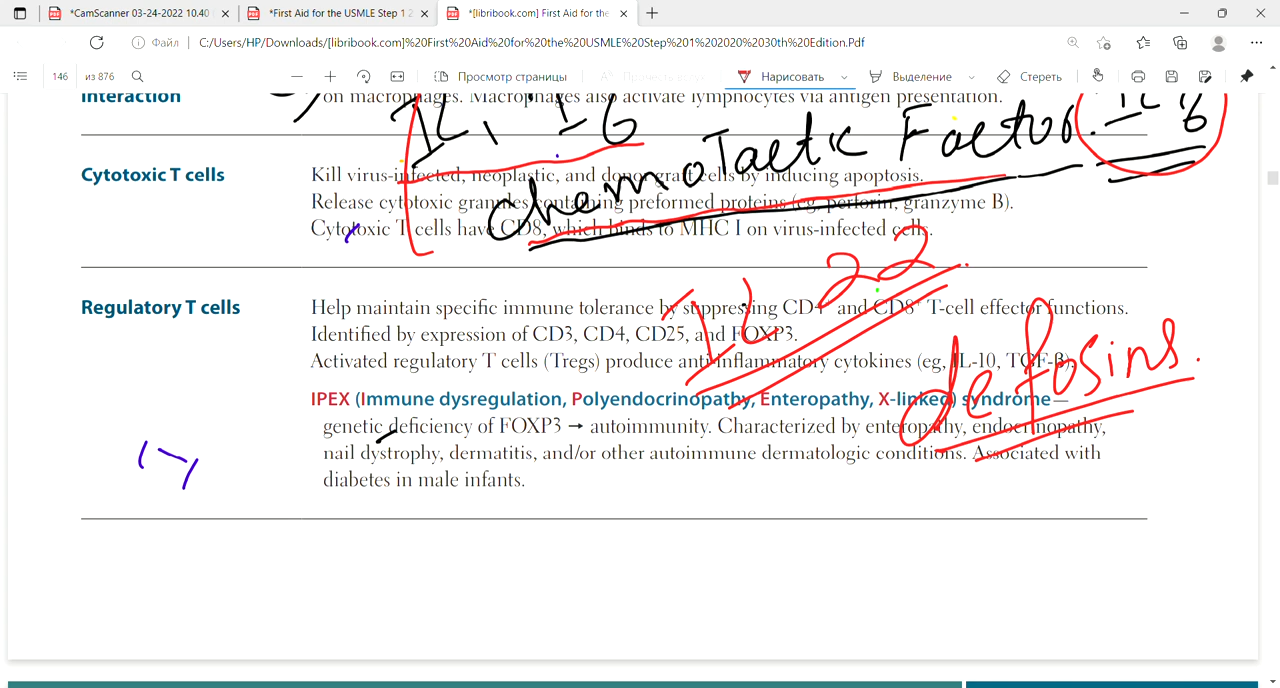 *CamScanner 03-24-2022 10.40
*First Aid for the USMLE Step 1 2
*[libribook.com] First Aid for the
Файл
C:/Users/HP/Downloads/[libribook.com]%20First%20Aid%20for%20the%20USMLE%20Step%201%202020%2030th%20Edition.Pdf
146 из 876
Просмотр страницы
Прочесть вслух
Нарисовать
Выделение
Стереть
Interaction
on macrophages. Macrophages also activate lymphocytes via antigen presentation.
IL, I-6
chemoTactic Factor. IL 8
Cytotoxic T cells
Kill virus-infected, neoplastic, and donor graft cells by inducing apoptosis.
Release cytotoxic granules containing preformed proteins (eg, perforin, granzyme B).
Cytotoxic T cells have CD8, which binds to MHC I on virus-infected cells.
IL 22
Regulatory T cells
Help maintain specific immune tolerance by suppressing CD4+ and CD8+ T-cell effector functions.
Identified by expression of CD3, CD4, CD25, and FOXP3.
Activated regulatory T cells (Tregs) produce anti-inflammatory cytokines (eg, IL-10, TGF-β).
defosins.
IPEX (Immune dysregulation, Polyendocrinopathy, Enteropathy, X-linked) syndrome—
genetic deficiency of FOXP3 → autoimmunity. Characterized by enteropathy, endocrinopathy,
nail dystrophy, dermatitis, and/or other autoimmune dermatologic conditions. Associated with
diabetes in male infants.